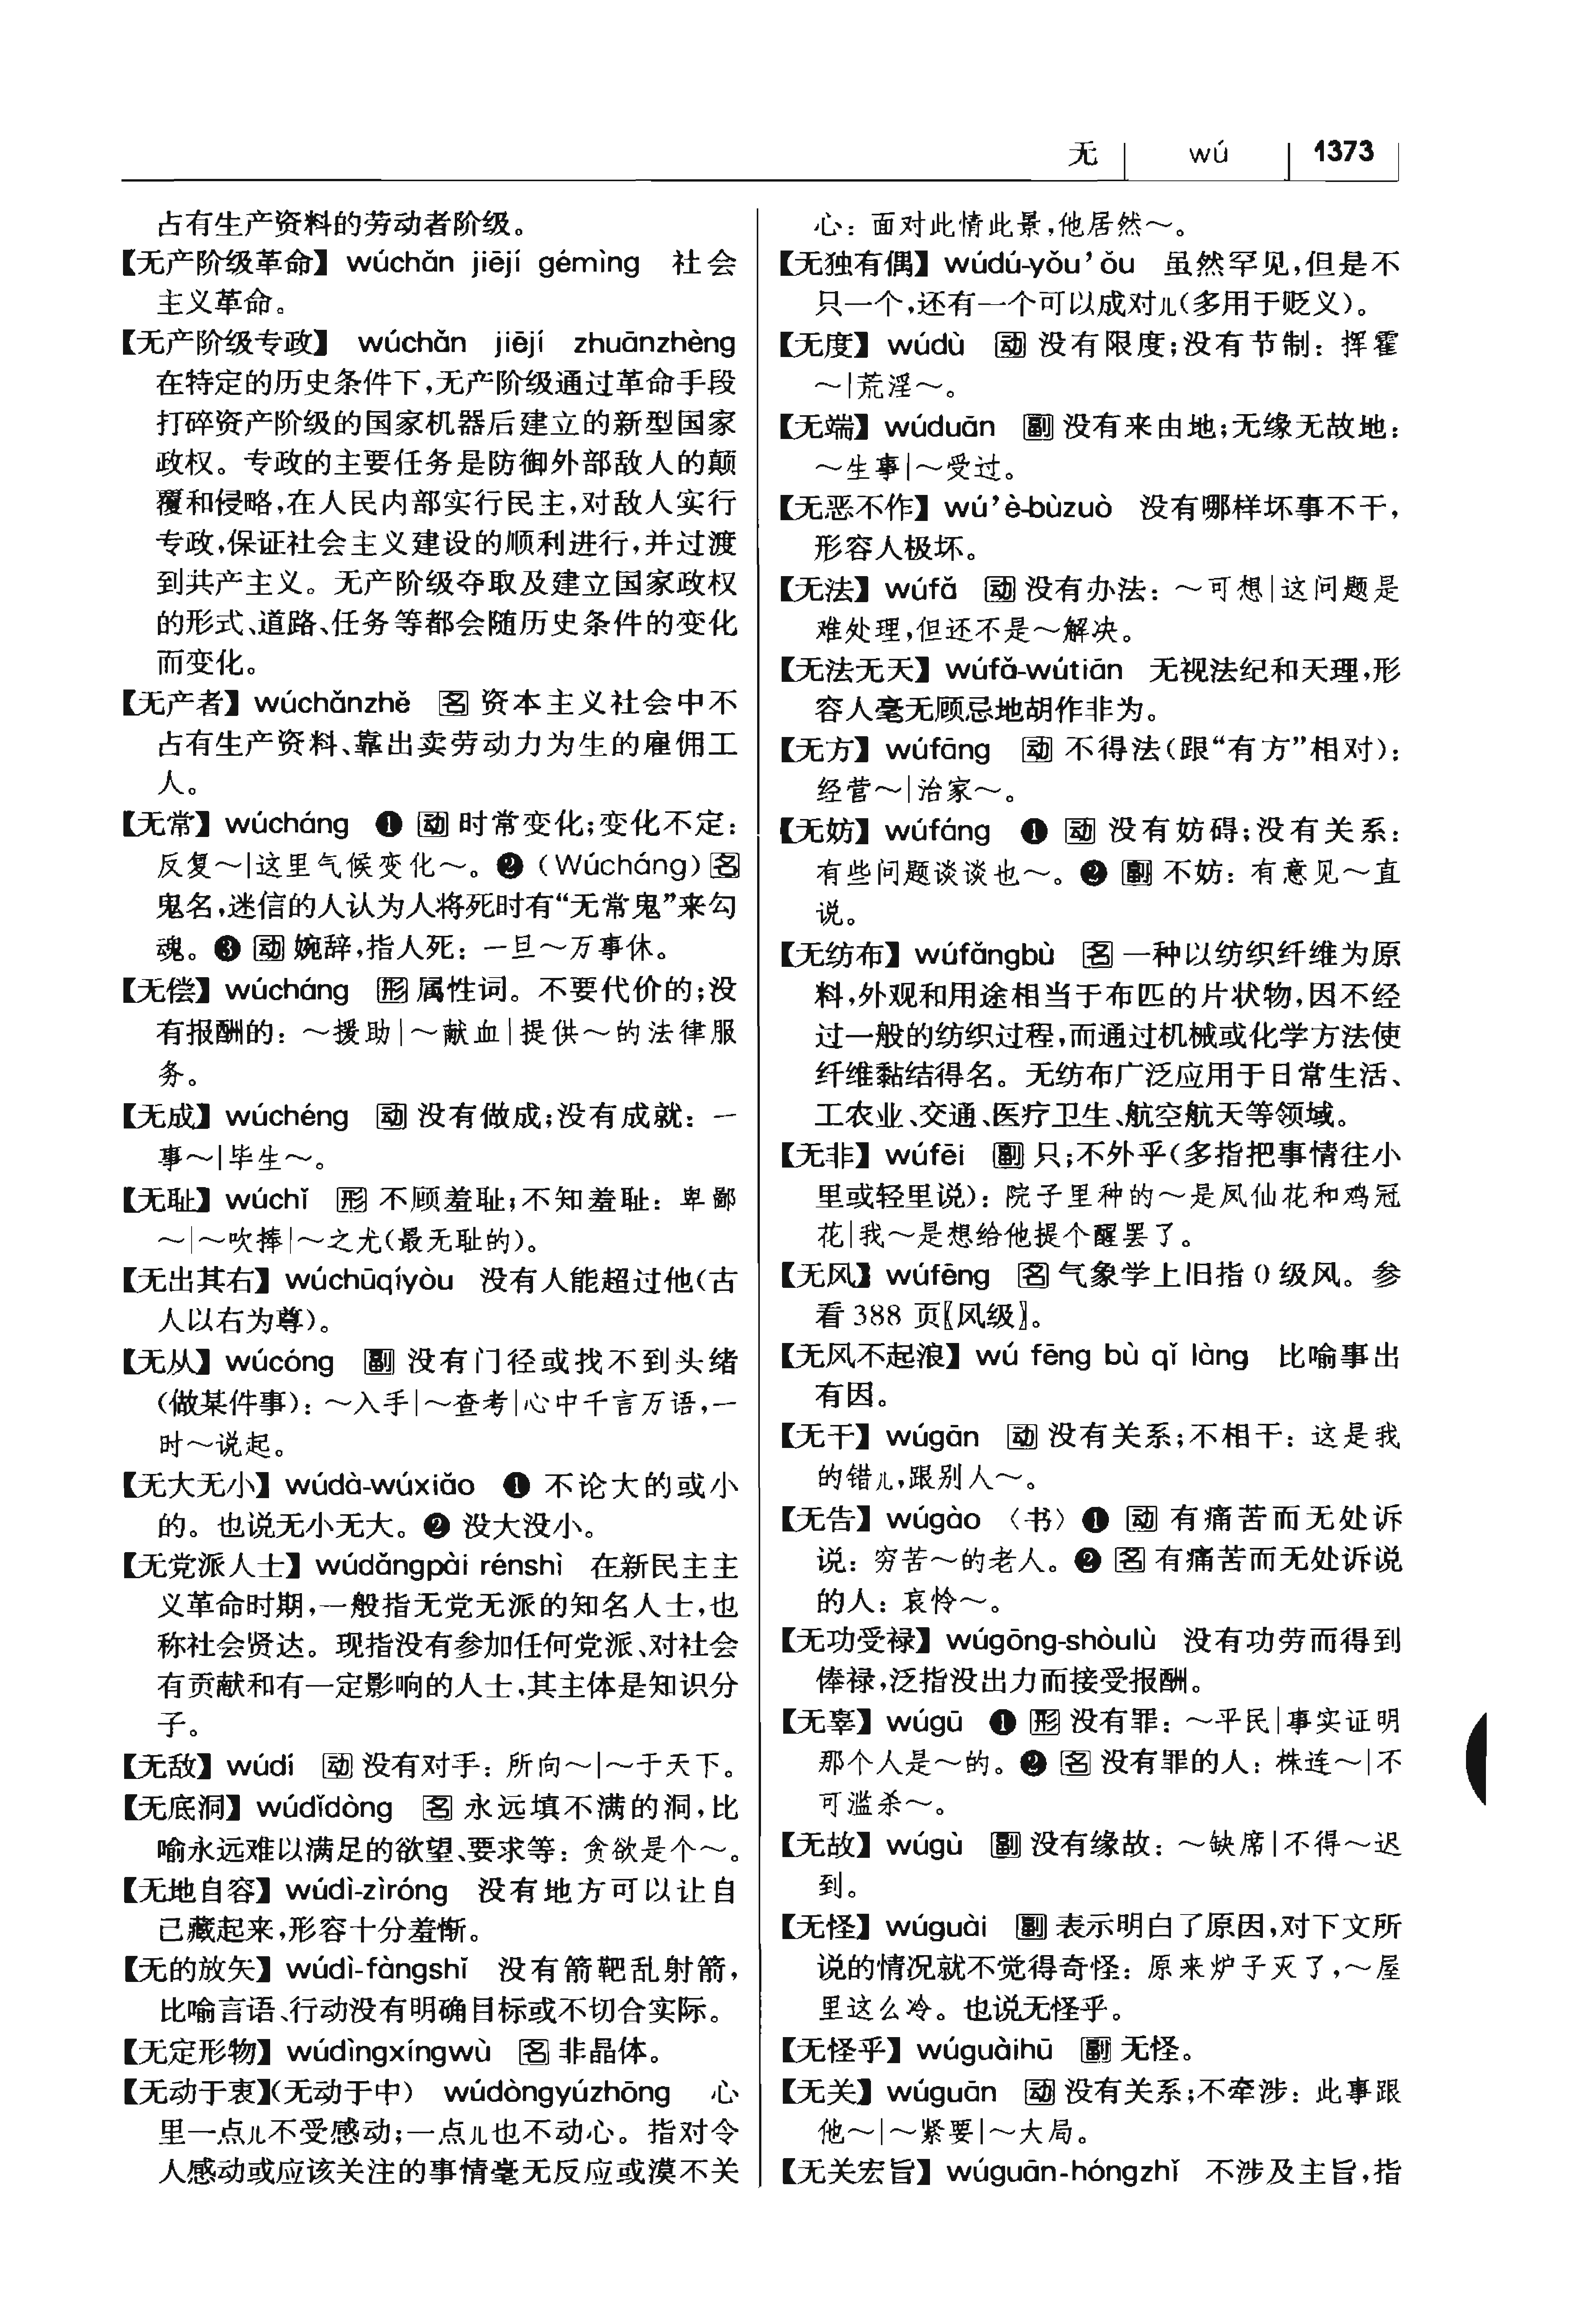 无 wú 1373
占有生产资料的劳动者阶级。
【无产阶级革命】 wúchǎn jiējí gémìng 社会
主义革命。
【无产阶级专政】 wúchǎn jiējí zhuānzhèng
在特定的历史条件下,无产阶级通过革命手段
打碎资产阶级的国家机器后建立的新型国家
政权。专政的主要任务是防御外部敌人的颠
覆和侵略,在人民内部实行民主,对敌人实行
专政,保证社会主义建设的顺利进行,并过渡
到共产主义。无产阶级夺取及建立国家政权
的形式、道路、任务等都会随历史条件的变化
而变化。
【无产者】 wúchǎnzhě 名 资本主义社会中不
占有生产资料、靠出卖劳动力为生的雇佣工
人。
【无常】 wúcháng ❶ 动 时常变化;变化不定:
反复～|这里气候变化～。❷ (Wúcháng) 名
鬼名,迷信的人认为人将死时有“无常鬼”来勾
魂。❸ 动 婉辞,指人死: 一旦～万事休。
【无偿】 wúcháng 形 属性词。不要代价的;没
有报酬的: ～援助|～献血|提供～的法律服
务。
【无成】 wúchéng 动 没有做成;没有成就: 一
事～|毕生～。
【无耻】 wúchǐ 形 不顾羞耻;不知羞耻: 卑鄙
～|～吹捧|～之尤(最无耻的)。
【无出其右】 wúchūqíyòu 没有人能超过他(古
人以右为尊)。
【无从】 wúcóng 副 没有门径或找不到头绪
(做某件事): ～入手|～查考|心中千言万语,一
时～说起。
【无大无小】 wúdà-wúxiǎo ❶ 不论大的或小
的。也说无小无大。❷ 没大没小。
【无党派人士】 wúdǎngpài rénshì 在新民主主
义革命时期,一般指无党无派的知名人士,也
称社会贤达。现指没有参加任何党派、对社会
有贡献和有一定影响的人士,其主体是知识分
子。
【无敌】 wúdí 动 没有对手: 所向～|～于天下。
【无底洞】 wúdǐdòng 名 永远填不满的洞,比
喻永远难以满足的欲望、要求等: 贪欲是个～。
【无地自容】 wúdì-zìróng 没有地方可以让自
己藏起来,形容十分羞惭。
【无的放矢】 wúdì-fàngshǐ 没有箭靶乱射箭,
比喻言语、行动没有明确目标或不切合实际。
【无定形物】 wúdìngxíngwù 名 非晶体。
【无动于衷】(无动于中) wúdòngyúzhōng 心
里一点儿不受感动;一点儿也不动心。指对令
人感动或应该关注的事情毫无反应或漠不关
心: 面对此情此景,他居然～。
【无独有偶】 wúdú-yǒu’ǒu 虽然罕见,但是不
只一个,还有一个可以成对儿(多用于贬义)。
【无度】 wúdù 动 没有限度;没有节制: 挥霍
～|荒淫～。
【无端】 wúduān 副 没有来由地;无缘无故地:
～生事|～受过。
【无恶不作】 wú’è-bùzuò 没有哪样坏事不干,
形容人极坏。
【无法】 wúfǎ 动 没有办法: ～可想|这问题是
难处理,但还不是～解决。
【无法无天】 wúfǎ-wútiān 无视法纪和天理,形
容人毫无顾忌地胡作非为。
【无方】 wúfāng 动 不得法(跟“有方”相对):
经营～|治家～。
【无妨】 wúfáng ❶ 动 没有妨碍;没有关系:
有些问题谈谈也～。❷ 副 不妨: 有意见～直
说。
【无纺布】 wúfǎngbù 名 一种以纺织纤维为原
料,外观和用途相当于布匹的片状物,因不经
过一般的纺织过程,而通过机械或化学方法使
纤维黏结得名。无纺布广泛应用于日常生活、
工农业、交通、医疗卫生、航空航天等领域。
【无非】 wúfēi 副 只;不外乎(多指把事情往小
里或轻里说): 院子里种的～是凤仙花和鸡冠
花|我～是想给他提个醒罢了。
【无风】 wúfēng 名 气象学上旧指 0 级风。参
看 388 页〖风级〗。
【无风不起浪】 wú fēng bù qǐ làng 比喻事出
有因。
【无干】 wúgān 动 没有关系;不相干: 这是我
的错儿,跟别人～。
【无告】 wúgào 〈书〉 ❶ 动 有痛苦而无处诉
说: 穷苦～的老人。❷ 名 有痛苦而无处诉说
的人: 哀怜～。
【无功受禄】 wúgōng-shòulù 没有功劳而得到
俸禄,泛指没出力而接受报酬。
【无辜】 wúgū ❶ 形 没有罪: ～平民|事实证明
那个人是～的。❷ 名 没有罪的人: 株连～|不
可滥杀～。
【无故】 wúgù 副 没有缘故: ～缺席|不得～迟
到。
【无怪】 wúguài 副 表示明白了原因,对下文所
说的情况就不觉得奇怪: 原来炉子灭了,～屋
里这么冷。也说无怪乎。
【无怪乎】 wúguàihū 副 无怪。
【无关】 wúguān 动 没有关系;不牵涉: 此事跟
他～|～紧要|～大局。
【无关宏旨】 wúguān-hóngzhǐ 不涉及主旨,指